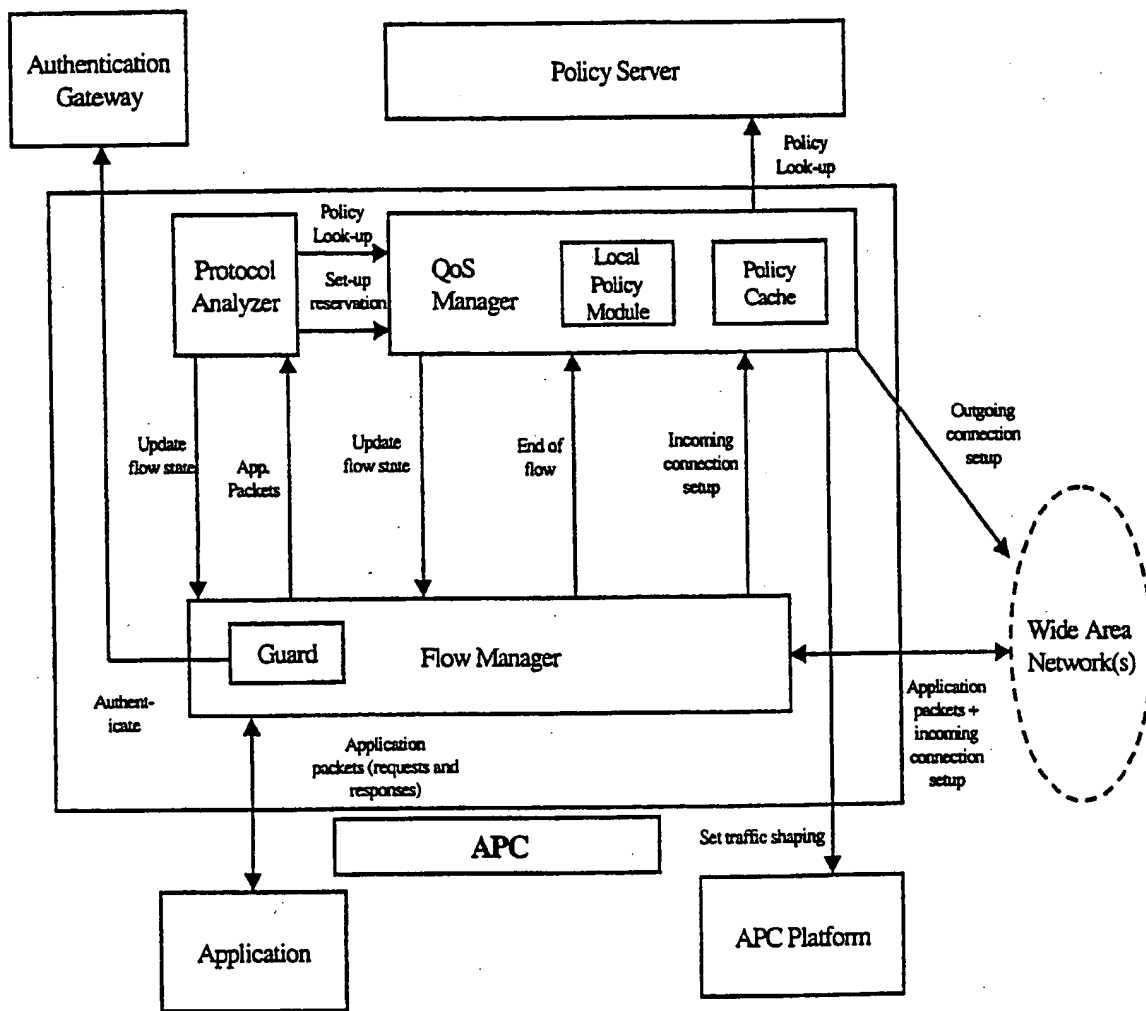 Authentication
Gateway
Policy Server
Policy
Look-up
Policy
Look-up
Protocol
Analyzer
Set-up
reservation
QoS
Manager
Local
Policy
Module
Policy
Cache
Update
flow state
App.
Packets
Update
flow state
End of
flow
Incoming
connection
setup
Outgoing
connection
setup
Guard
Flow Manager
Wide Area
Network(s)
Authent-
icate
Application
packets (requests and
responses)
Application
packets +
incoming
connection
setup
APC
Set traffic shaping
Application
APC Platform